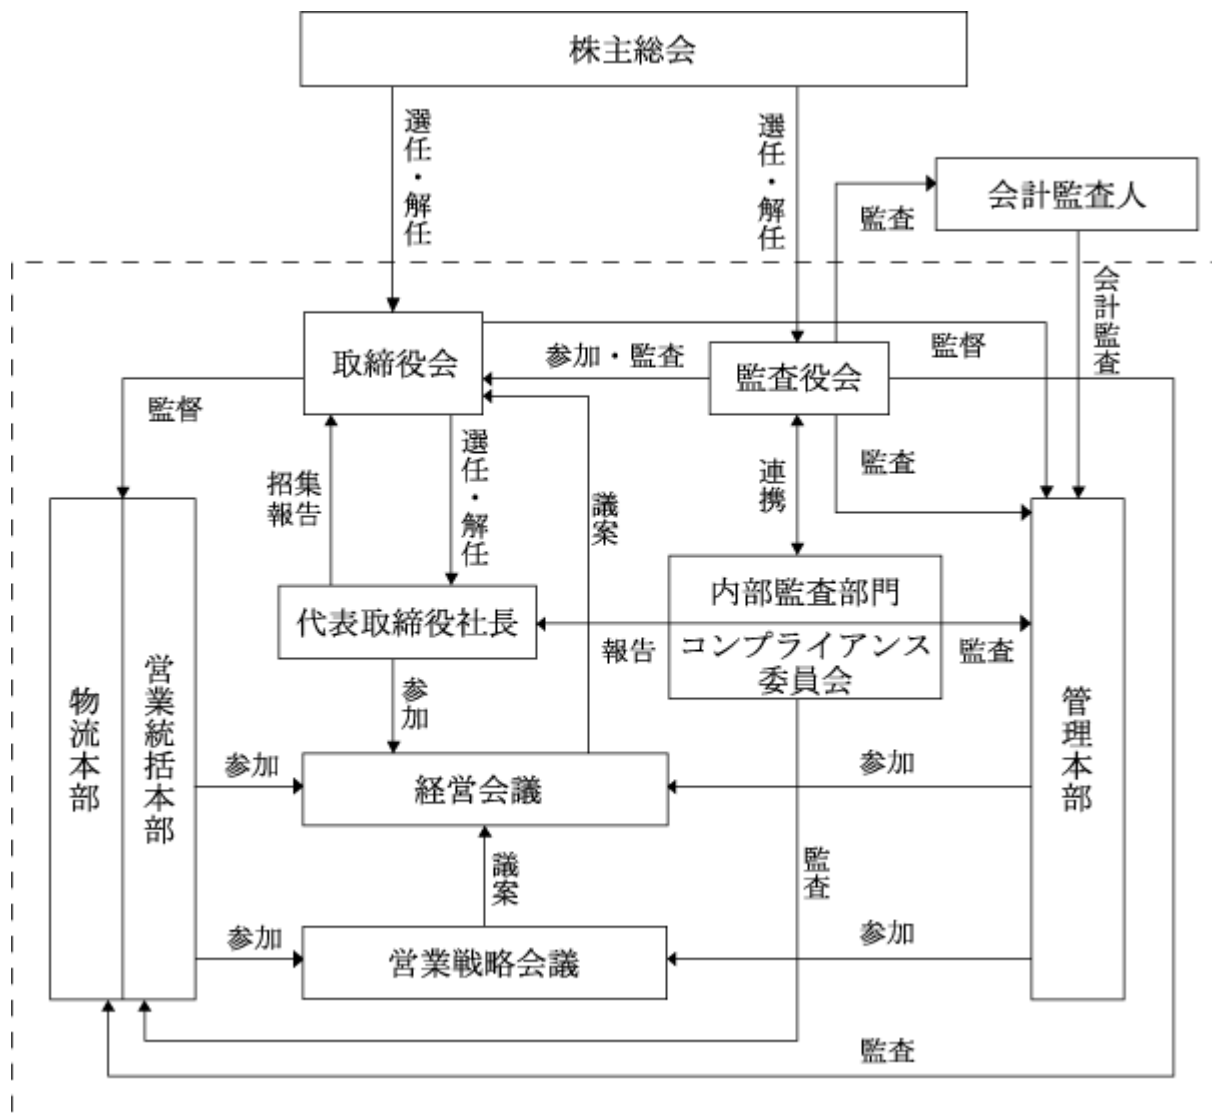 株主総会
選任・解任
選任・解任
会計監査人
監査
会計監査
取締役会
参加・監査
監査役会
監督
監督
招集
報告
選任・解任
議案
連携
監査
代表取締役社長
報告
内部監査部門
コンプライアンス
委員会
監査
物流本部
営業統括本部
管理本部
参加
参加
経営会議
参加
議案
監査
参加
営業戦略会議
参加
監査